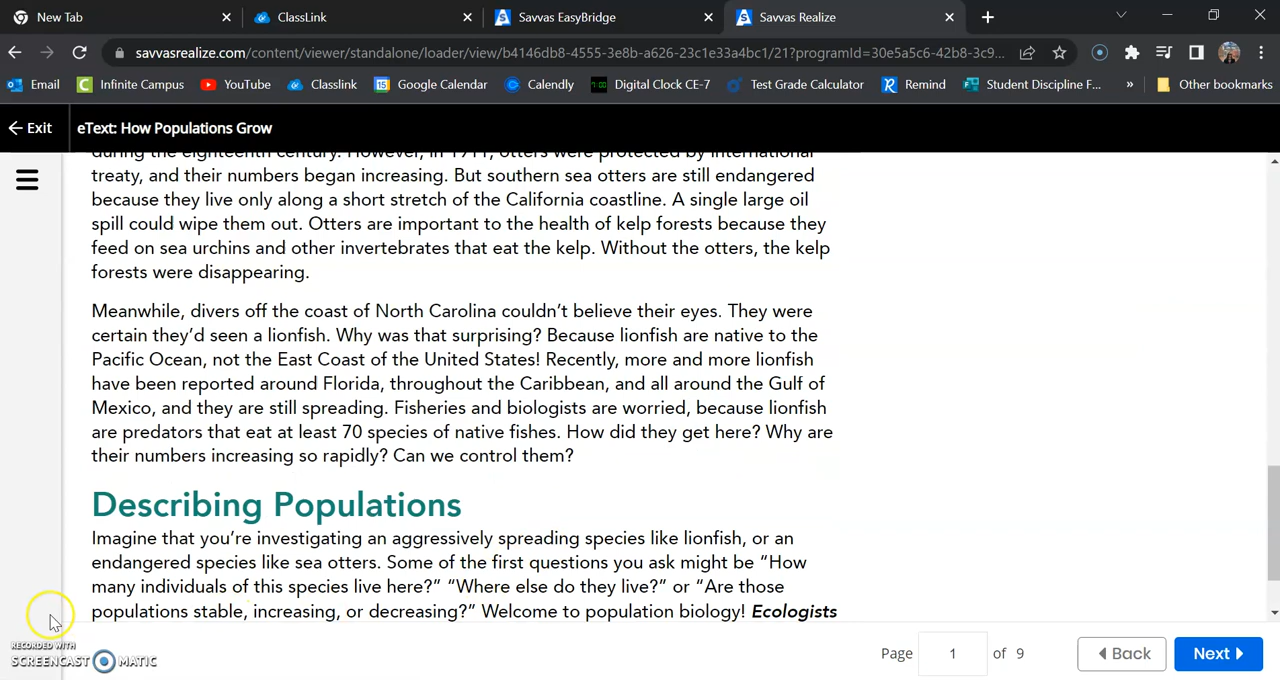 New Tab
ClassLink
Savvas EasyBridge
Savvas Realize
savvasrealize.com/content/viewer/standalone/loader/view/b4146db8-4555-3e8b-a626-23c1e33a4bc1/21?programId=30e5a5c6-42b8-3c9...
Email
Infinite Campus
YouTube
Classlink
Google Calendar
Calendly
Digital Clock CE-7
Test Grade Calculator
Remind
Student Discipline F...
»
Other bookmarks
Exit
eText: How Populations Grow
during the eighteenth century. However, in 1911, otters were protected by international
treaty, and their numbers began increasing. But southern sea otters are still endangered
because they live only along a short stretch of the California coastline. A single large oil
spill could wipe them out. Otters are important to the health of kelp forests because they
feed on sea urchins and other invertebrates that eat the kelp. Without the otters, the kelp
forests were disappearing.
Meanwhile, divers off the coast of North Carolina couldn't believe their eyes. They were
certain they'd seen a lionfish. Why was that surprising? Because lionfish are native to the
Pacific Ocean, not the East Coast of the United States! Recently, more and more lionfish
have been reported around Florida, throughout the Caribbean, and all around the Gulf of
Mexico, and they are still spreading. Fisheries and biologists are worried, because lionfish
are predators that eat at least 70 species of native fishes. How did they get here? Why are
their numbers increasing so rapidly? Can we control them?
Describing Populations
Imagine that you're investigating an aggressively spreading species like lionfish, or an
endangered species like sea otters. Some of the first questions you ask might be “How
many individuals of this species live here?” “Where else do they live?” or “Are those
populations stable, increasing, or decreasing?” Welcome to population biology! Ecologists
RECORDED WITH
SCREENCAST MATIC
Page 1 of 9
Back
Next